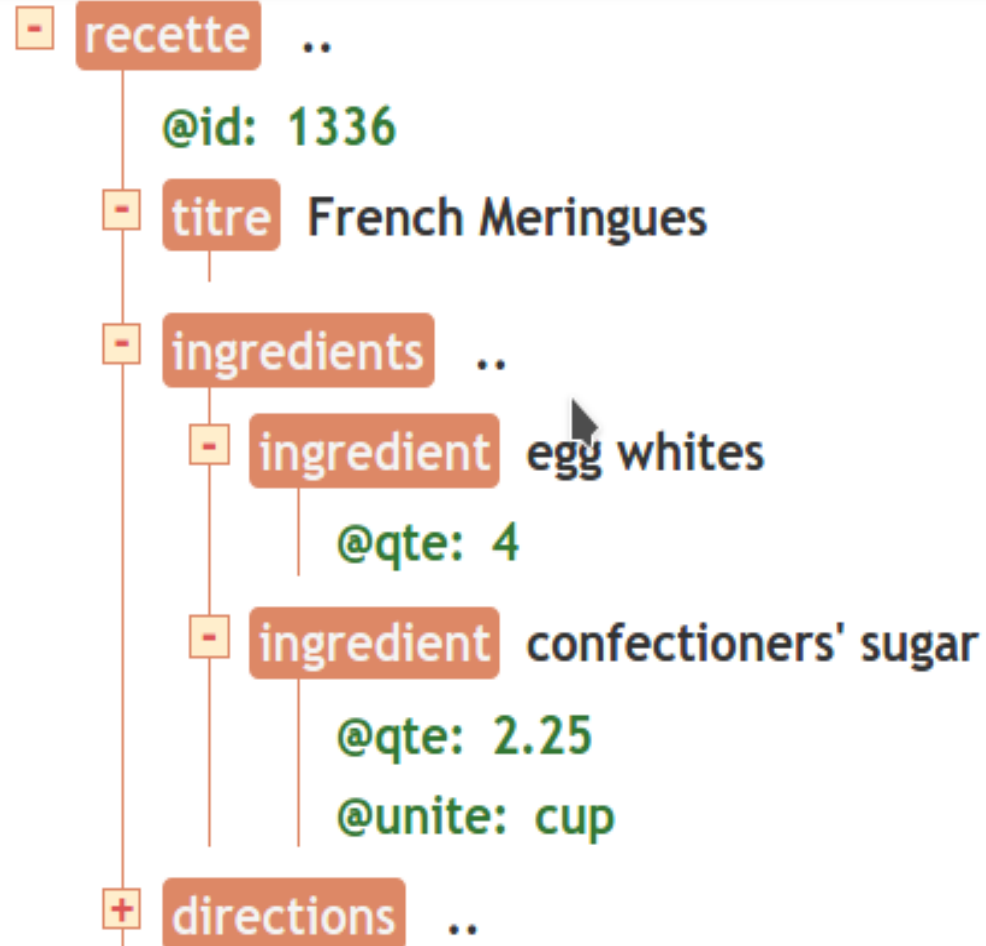 - recette ..
@id: 1336
- titre French Meringues
- ingredients ..
- ingredient egg whites
@qte: 4
- ingredient confectioners' sugar
@qte: 2.25
@unite: cup
+ directions ..